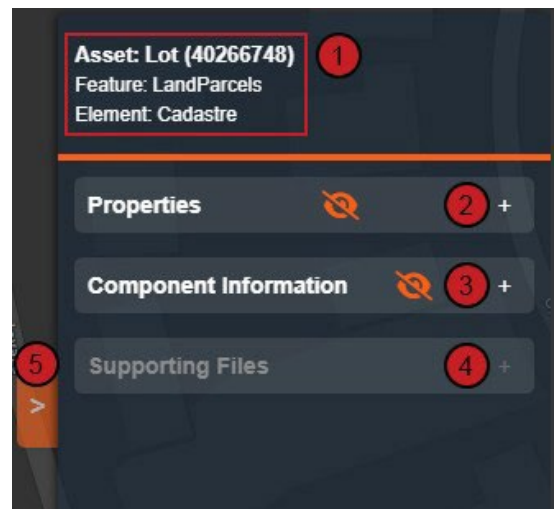 Asset: Lot (40266748)
1
Feature: LandParcels
Element: Cadastre
Properties 2 +
Component Information 3 +
5
Supporting Files 4 +
>